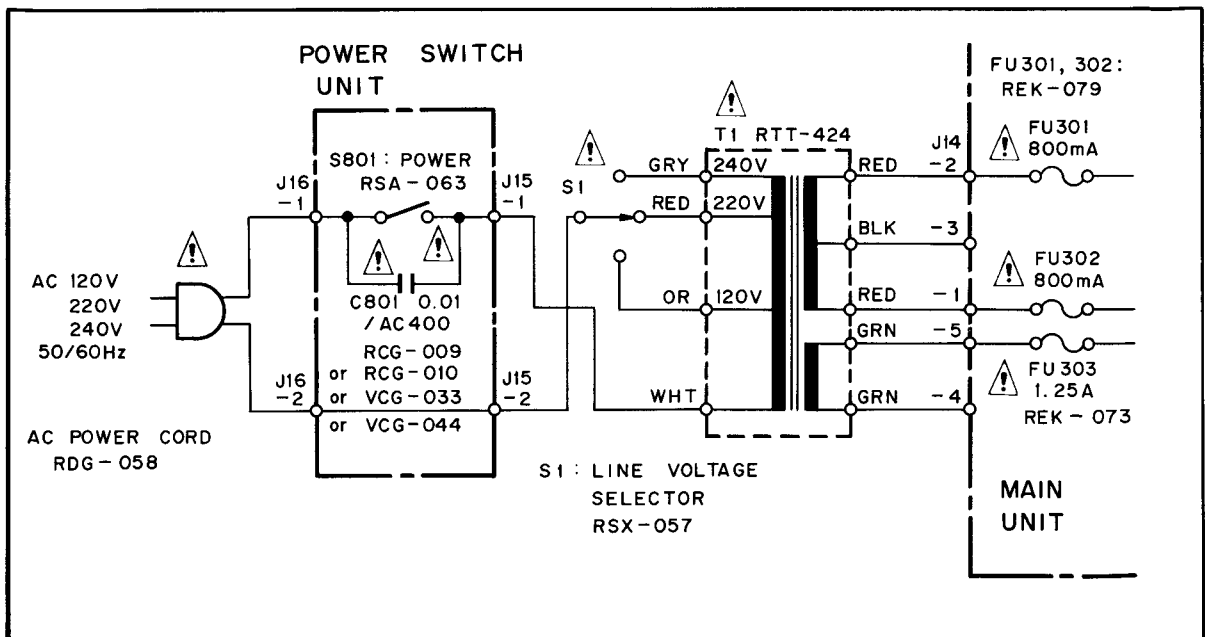 POWER SWITCH
UNIT
S801 : POWER
RSA-063
J16
-1
J15
-1
C801 0.01
/AC400
RCG-009
or RCG-010
or VCG-033
or VCG-044
J16
-2
J15
-2
AC 120V
220V
240V
50/60Hz
AC POWER CORD
RDG-058
!
!
!
!
S1
GRY
RED
OR
WHT
S1 : LINE VOLTAGE
SELECTOR
RSX-057
!
T1 RTT-424
240V
220V
120V
RED
BLK
RED
GRN
GRN
J14
-2
-3
-1
-5
-4
FU301, 302:
REK-079
!
FU301
800mA
!
FU302
800mA
!
FU303
1.25A
REK-073
MAIN
UNIT